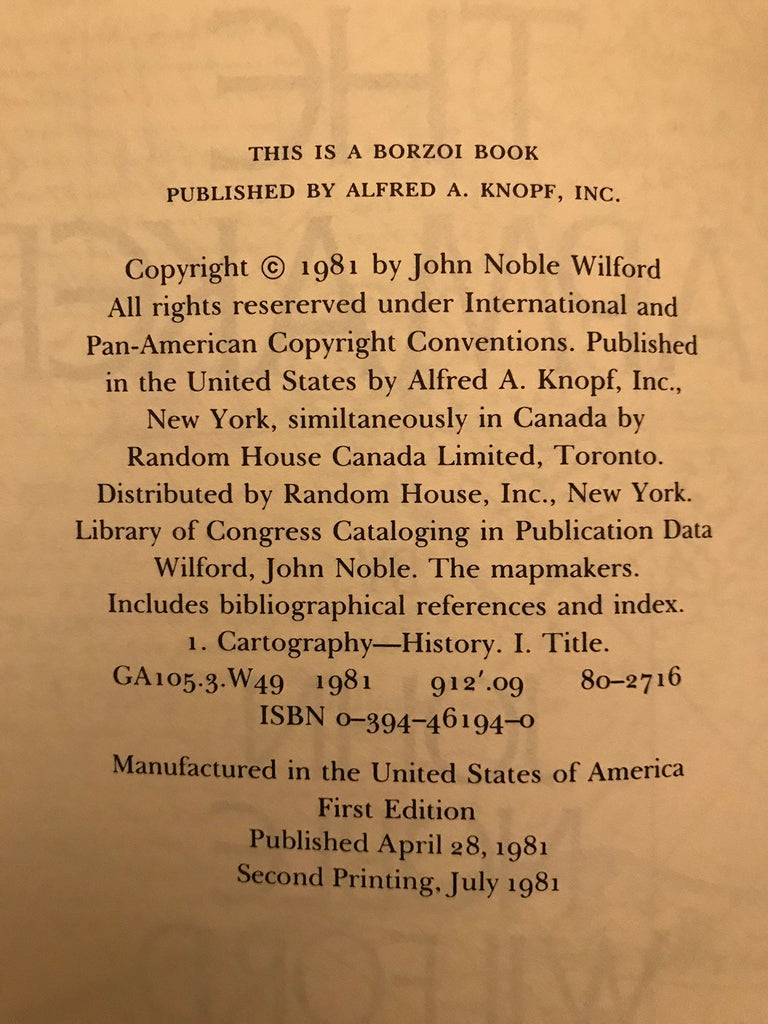 THIS IS A BORZOI BOOK
PUBLISHED BY ALFRED A. KNOPF, INC.
Copyright © 1981 by John Noble Wilford
All rights resererved under International and
Pan-American Copyright Conventions. Published
in the United States by Alfred A. Knopf, Inc.,
New York, similtaneously in Canada by
Random House Canada Limited, Toronto.
Distributed by Random House, Inc., New York.
Library of Congress Cataloging in Publication Data
Wilford, John Noble. The mapmakers.
Includes bibliographical references and index.
1. Cartography—History. I. Title.
GA105.3.W49 1981 912'.09 80–2716
ISBN 0–394–46194–0
Manufactured in the United States of America
First Edition
Published April 28, 1981
Second Printing, July 1981